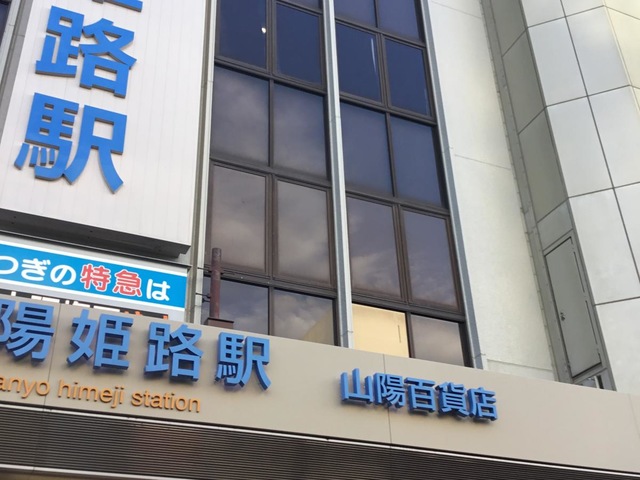 路駅
つぎの特急は
陽姫路駅
anyo himeji station
山陽百貨店